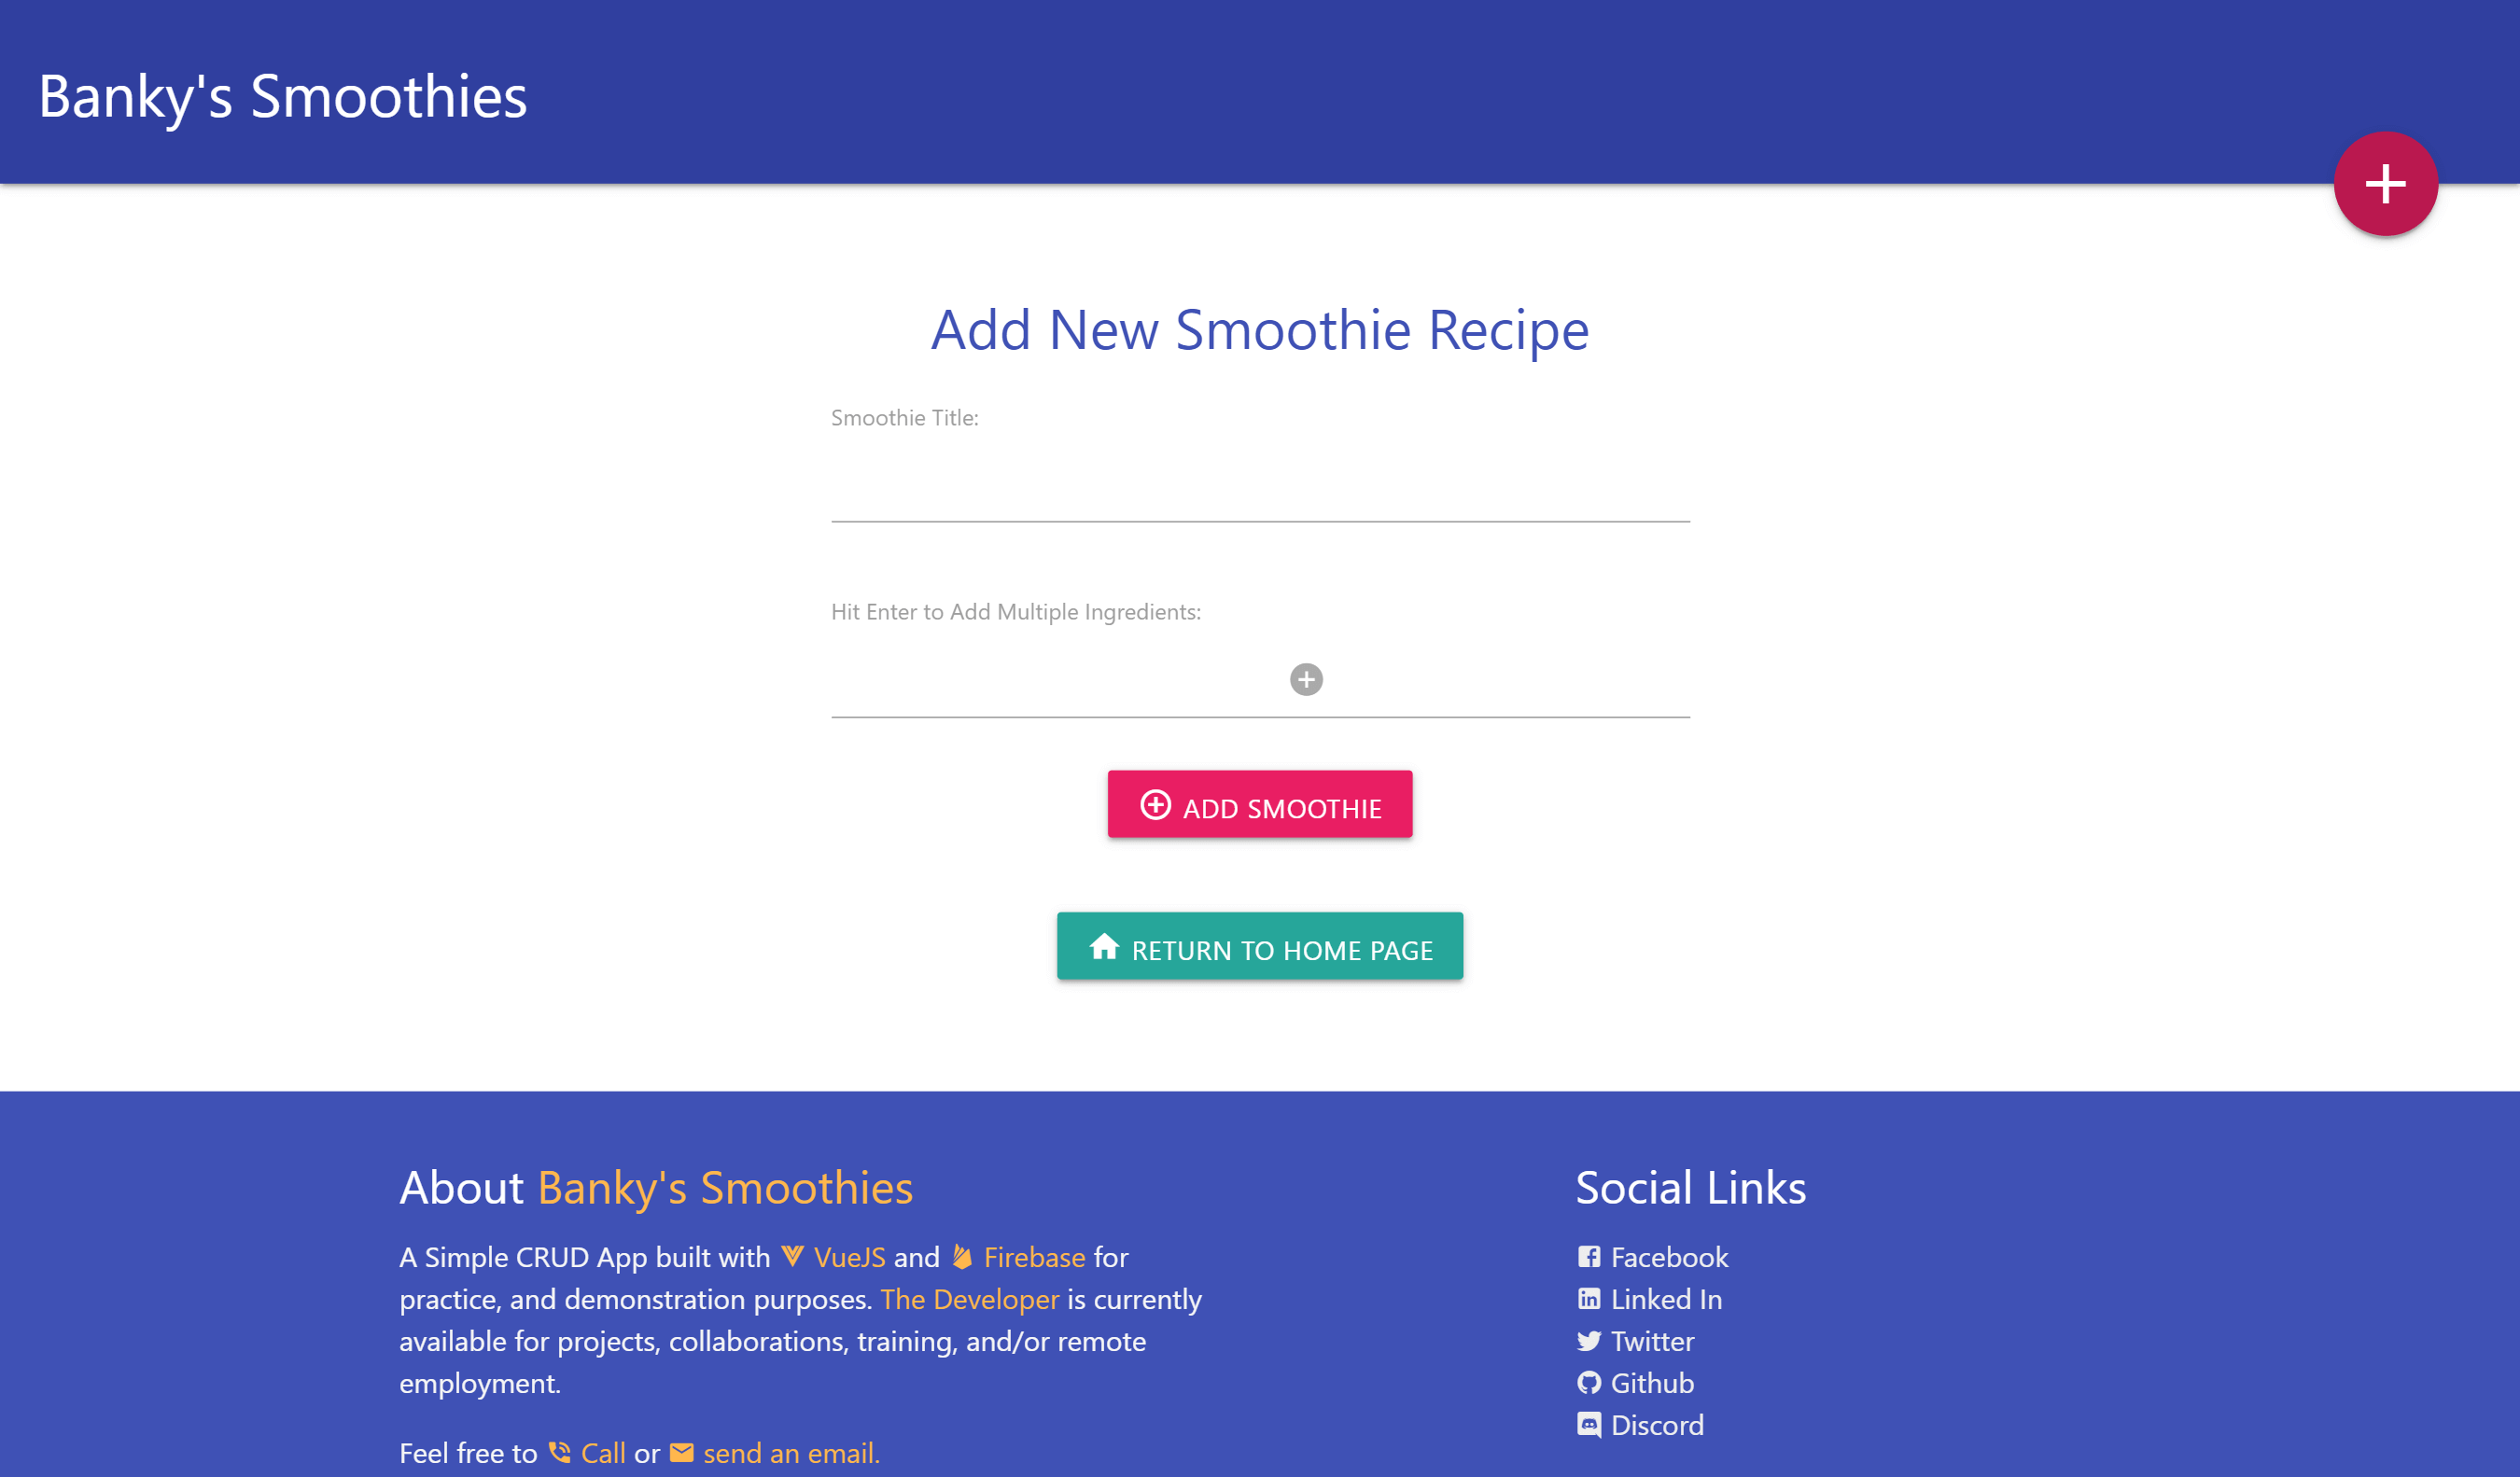 Banky's Smoothies
Add New Smoothie Recipe
Smoothie Title:
Hit Enter to Add Multiple Ingredients:
ADD SMOOTHIE
RETURN TO HOME PAGE
About Banky's Smoothies
A Simple CRUD App built with VueJS and Firebase for
practice, and demonstration purposes. The Developer is currently
available for projects, collaborations, training, and/or remote
employment.
Feel free to Call or send an email.
Social Links
Facebook
Linked In
Twitter
Github
Discord